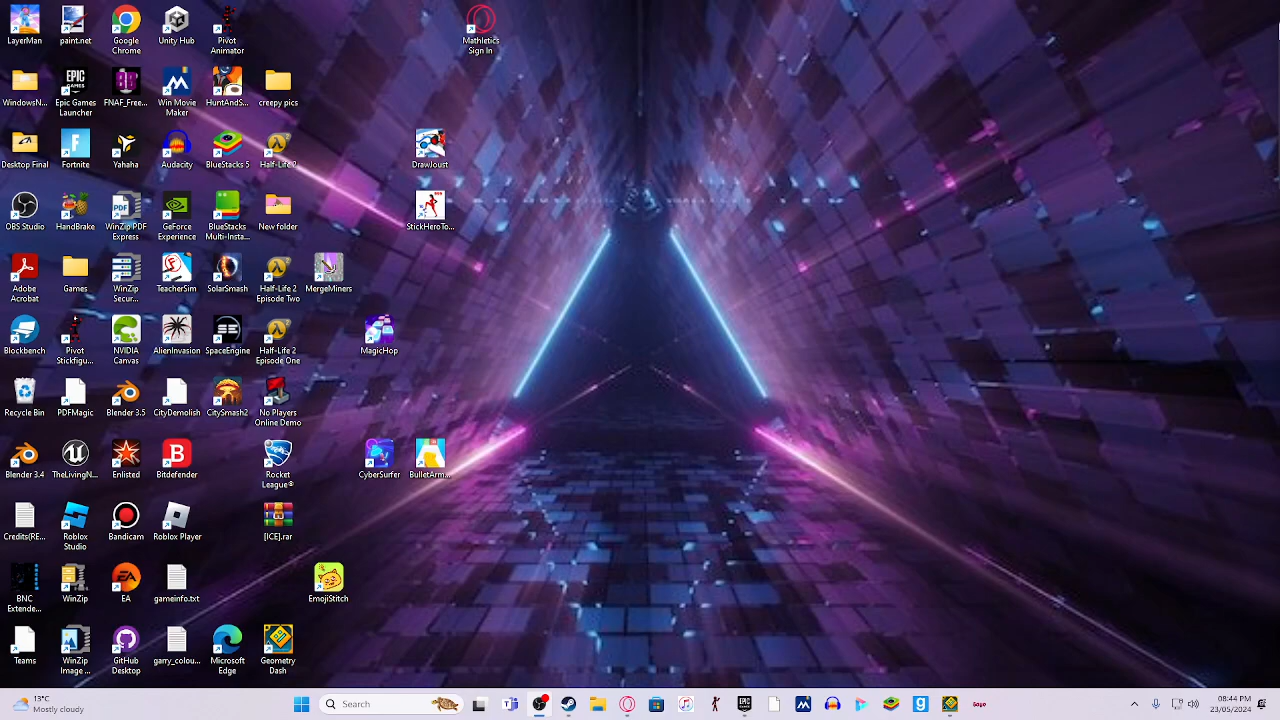 LayerMan
paint.net
Google
Chrome
Unity Hub
Pivot
Animator
Mathletics
Sign In
WindowsN...
EPIC
GAMES
Epic Games
Launcher
FNAF_Free...
Win Movie
Maker
HuntAndS...
creepy pics
Desktop Final
Fortnite
Yahaha
Audacity
BlueStacks 5
Half-Life 2
DrawJoust
OBS Studio
HandBrake
PDF
WinZip PDF
Express
GeForce
Experience
BlueStacks
Multi-Insta...
New folder
StickHeroTo...
Adobe
Acrobat
Games
WinZip
Secur...
TeacherSim
SolarSmash
Half-Life 2
Episode Two
MergeMiners
Blockbench
Pivot
Stickfigu...
NVIDIA
Canvas
AlienInvasion
SpaceEngine
Half-Life 2
Episode One
MagicHop
Recycle Bin
PDFMagic
Blender 3.5
CityDemolish
CitySmash2
No Players
Online Demo
Blender 3.4
TheLivingN...
Enlisted
B
Bitdefender
Rocket
League®
CyberSurfer
BulletArm...
Credits(RE...
Roblox
Studio
Bandicam
Roblox Player
[ICE].rar
BNC
Extende...
WinZip
EA
EA
gameinfo.txt
EmojiStitch
Teams
WinZip
Image ...
GitHub
Desktop
garry_colou...
Microsoft
Edge
Geometry
Dash
13°C
Mostly cloudy
Search
08:44 PM
23/05/2024